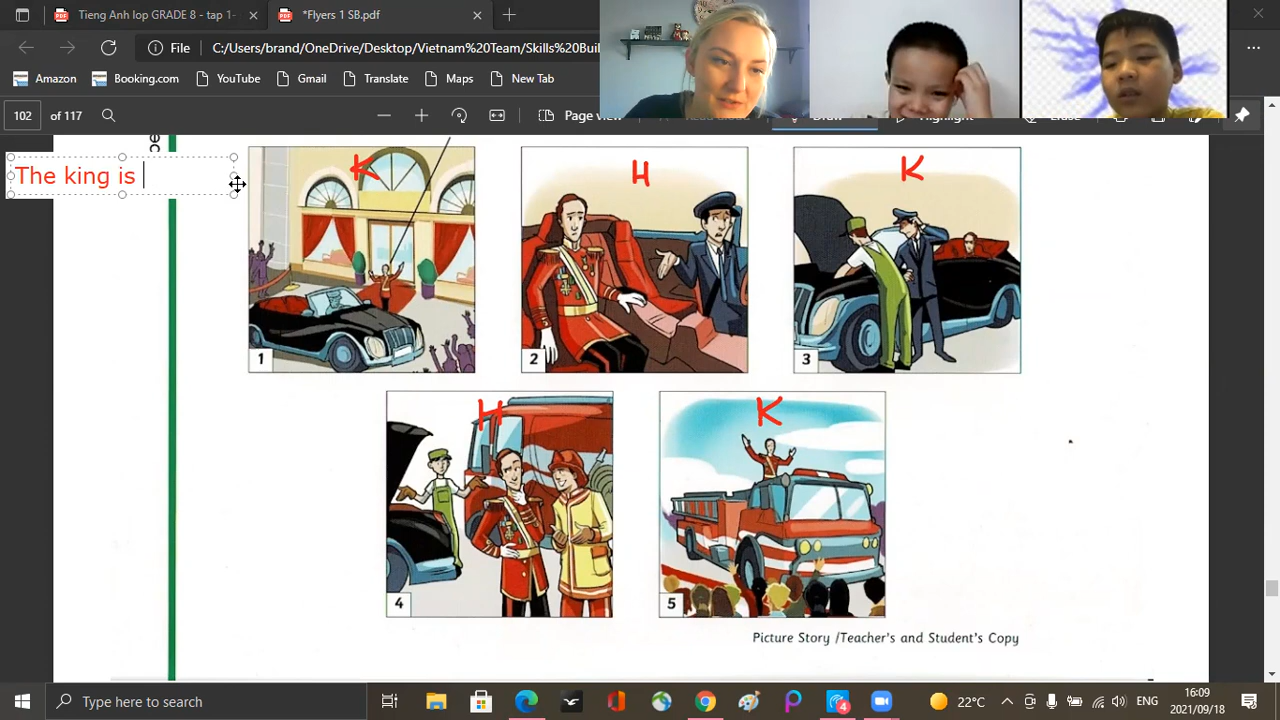 Tieng Anh lop GRADE 8 - tap 1-
*Flyers 1 SB.pdf
File
C:/Users/brand/OneDrive/Desktop/Vietnam%20Team/Skills%20Buil
Amazon
Booking.com
YouTube
Gmail
Translate
Maps
New Tab
102 of 117
Page view
Draw
The king is
K
H
K
1
2
3
H
K
4
5
Picture Story /Teacher's and Student's Copy
Type here to search
4
22°C
ENG
16:09
2021/09/18